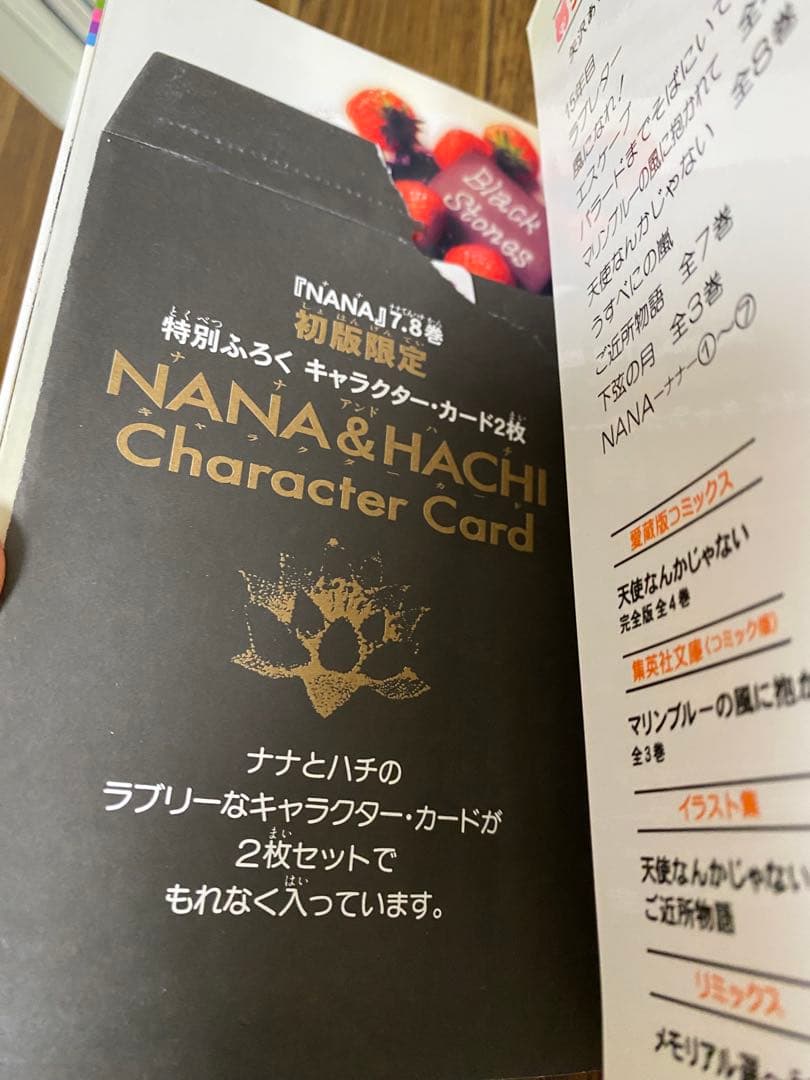 Black
Stones
『NANA』7.8巻
初版限定
特別ふろく キャラクター・カード2枚
NANA&HACHI
Character Card
ナナとハチの
ラブリーなキャラクター・カードが
2枚セットで
もれなく入っています。
矢沢あ
15年目
ラブレター
風になれ!
エスケープ
バラードまでそばにいて
マリンブルーの風に抱かれて
天使なんかじゃない 全8巻
うすべにの嵐
ご近所物語 全7巻
下弦の月 全3巻
NANAーナナー①〜⑦
愛蔵版コミックス
天使なんかじゃない
完全版 全4巻
集英社文庫〈コミック版〉
マリンブルーの風に抱か
全3巻
イラスト集
天使なんかじゃない
ご近所物語
リミックス
メモリアル選